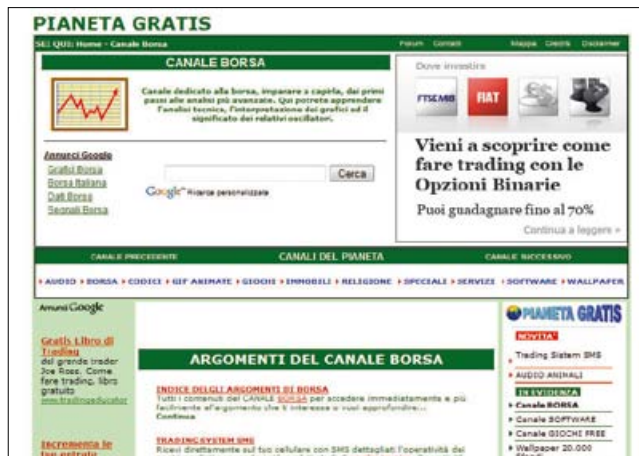 PIANETA GRATIS
SEI QUI: Home - Canale Borsa
Forum Contatti Mappa Credits Disclaimer
CANALE BORSA
Canale dedicato alla borsa, imparare a capirla, dai primi
passi alle analisi più avanzate. Qui potrete apprendere
l'analisi tecnica, l'interpretazione dei grafici ed il
significato dei relativi oscillatori.
Annunci Google
Grafici Borsa
Borsa Italiana
Dati Borsa
Segnali Borsa
Cerca
Google Ricerca personalizzata
Dove investire
FTSEMIB FIAT
Vieni a scoprire come
fare trading con le
Opzioni Binarie
Puoi guadagnare fino al 70%
Continua a leggere »
CANALE PRECEDENTE CANALI DEL PIANETA CANALE SUCCESSIVO
AUDIO BORSA CODICI GIF ANIMATE GIOCHI IMMOBILI RELIGIONE SPECIALI SERVIZI SOFTWARE WALLPAPER
Annunci Google
Gratis Libro di
Trading
del grande trader
Joe Ross. Come
fare trading, libro
gratuito
www.tradingeducator
Incrementa le
tue entrate
ARGOMENTI DEL CANALE BORSA
INDICE DELGLI ARGOMENTI DI BORSA
Tutti i contenuti del CANALE BORSA per accedere immediatamente e più
facilmente all'argomento che ti interessa o vuoi approfondire...
Continua
TRADING SYSTEM SMS
Ricevi direttamente sul tuo cellulare con SMS dettagliati l'operatività dei
PIANETA GRATIS
NOVITA'
Trading Sistem SMS
AUDIO ANIMALI
IN EVIDENZA
Canale BORSA
Canale SOFTWARE
Canale GIOCHI FREE
Wallpaper 20.000